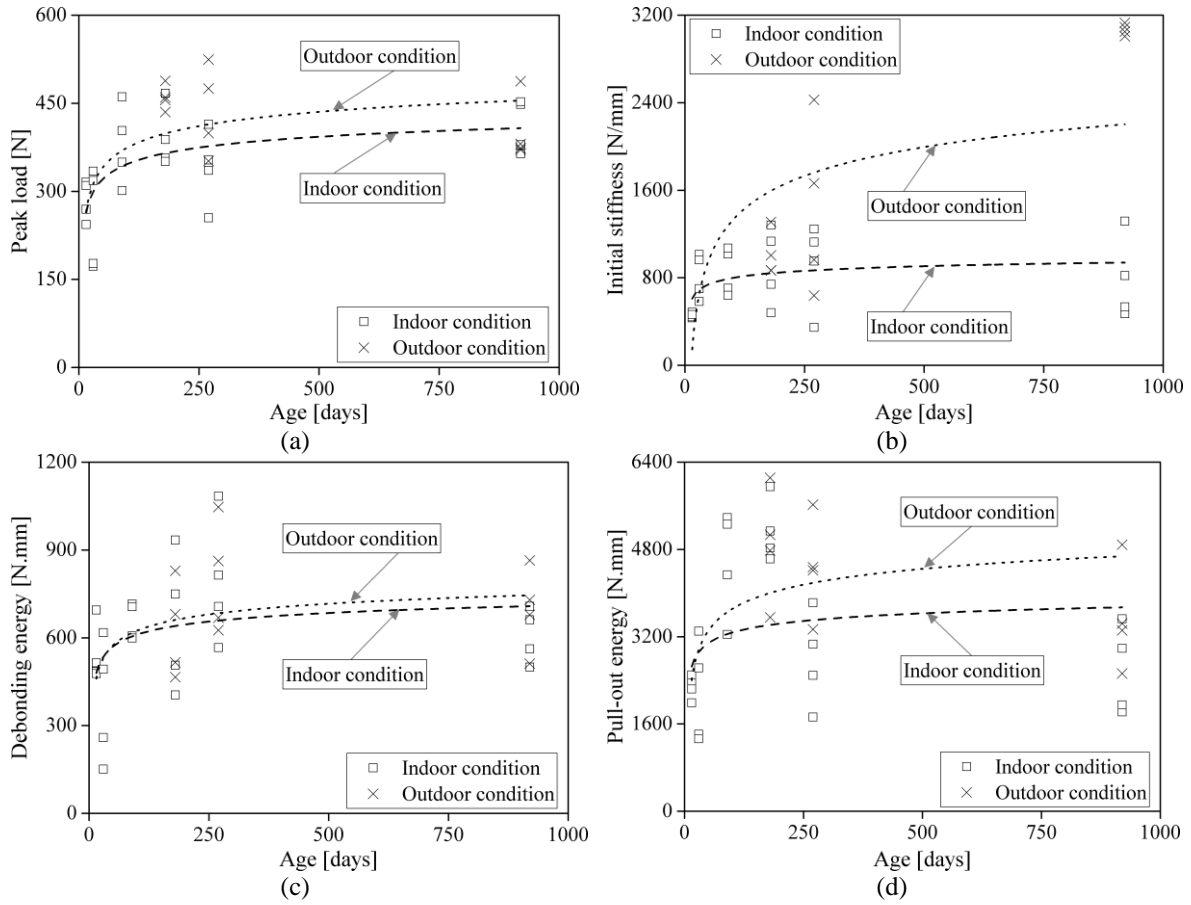 600
450
300
150
0
Peak load [N]
Outdoor condition
Indoor condition
Indoor condition
Outdoor condition
0 250 500 750 1000
Age [days]
(a)
3200
2400
1600
800
0
Initial stiffness [N/mm]
Indoor condition
Outdoor condition
Outdoor condition
Indoor condition
0 250 500 750 1000
Age [days]
(b)
1200
900
600
300
0
Debonding energy [N.mm]
Outdoor condition
Indoor condition
Indoor condition
Outdoor condition
0 250 500 750 1000
Age [days]
(c)
6400
4800
3200
1600
0
Pull-out energy [N.mm]
Outdoor condition
Indoor condition
Indoor condition
Outdoor condition
0 250 500 750 1000
Age [days]
(d)